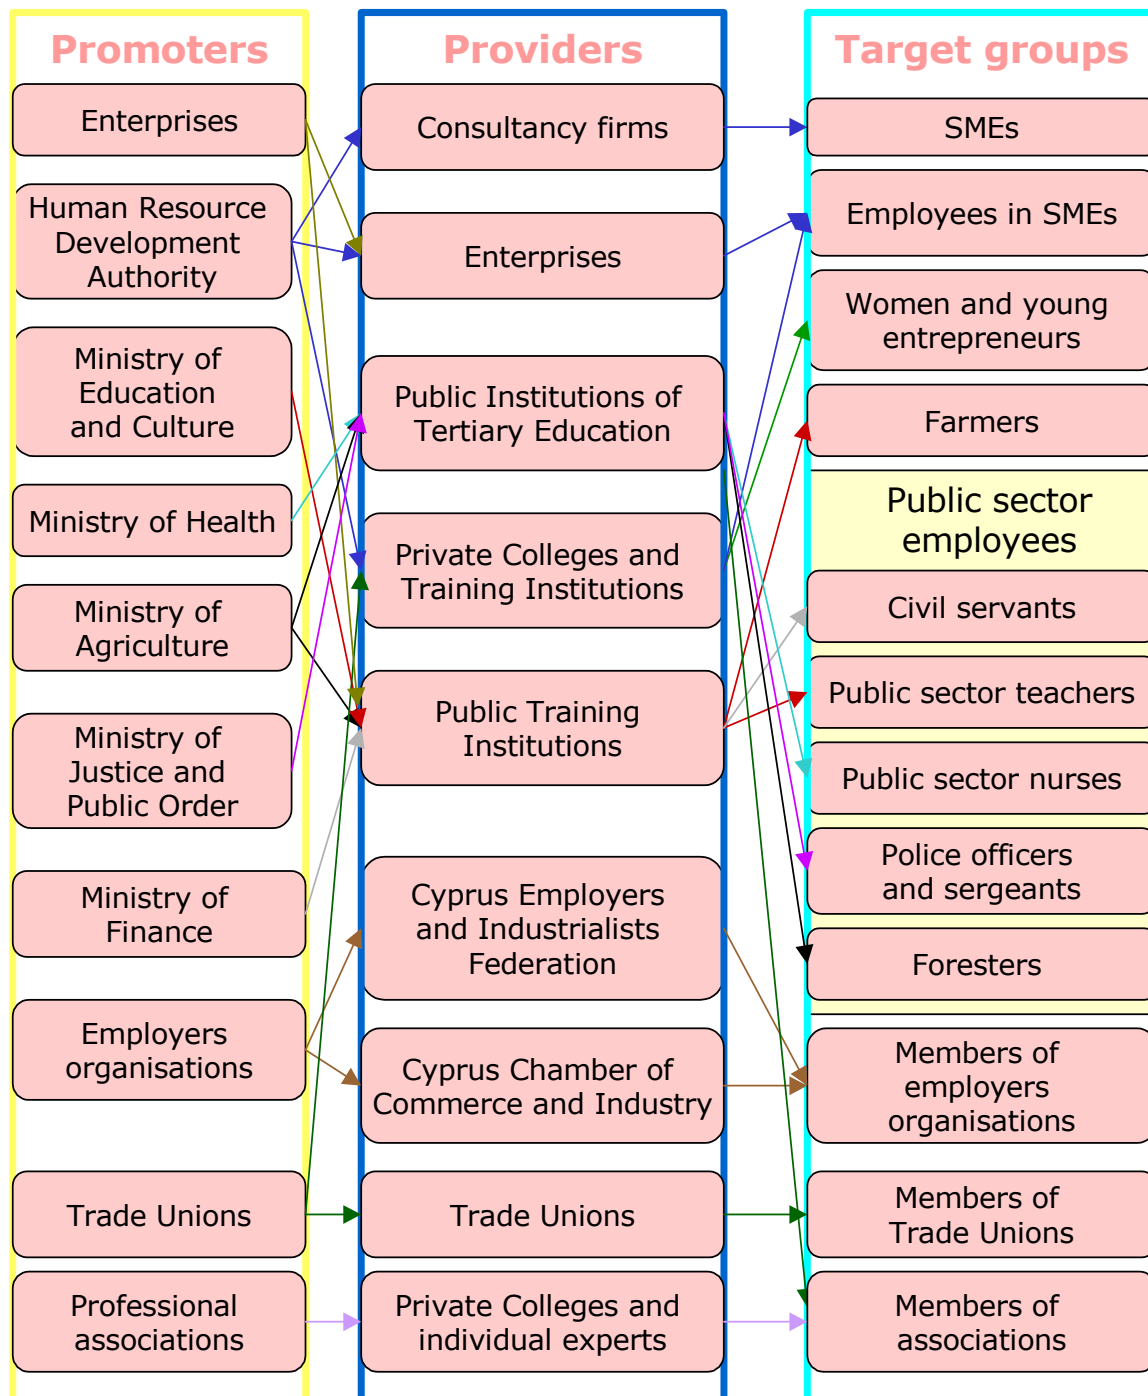 Promoters
Enterprises
Human Resource
Development
Authority
Ministry of
Education
and Culture
Ministry of Health
Ministry of
Agriculture
Ministry of
Justice and
Public Order
Ministry of
Finance
Employers
organisations
Trade Unions
Professional
associations
Providers
Consultancy firms
Enterprises
Public Institutions of
Tertiary Education
Private Colleges and
Training Institutions
Public Training
Institutions
Cyprus Employers
and Industrialists
Federation
Cyprus Chamber of
Commerce and Industry
Trade Unions
Private Colleges and
individual experts
Target groups
SMEs
Employees in SMEs
Women and young
entrepreneurs
Farmers
Public sector
employees
Civil servants
Public sector teachers
Public sector nurses
Police officers
and sergeants
Foresters
Members of
employers
organisations
Members of
Trade Unions
Members of
associations